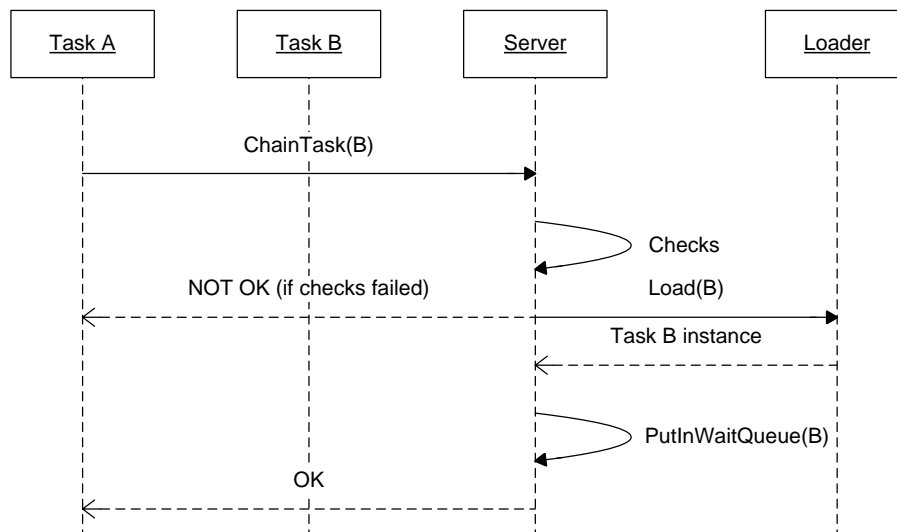 Task A
Task B
Server
Loader
ChainTask(B)
Checks
NOT OK (if checks failed)
Load(B)
Task B instance
PutInWaitQueue(B)
OK